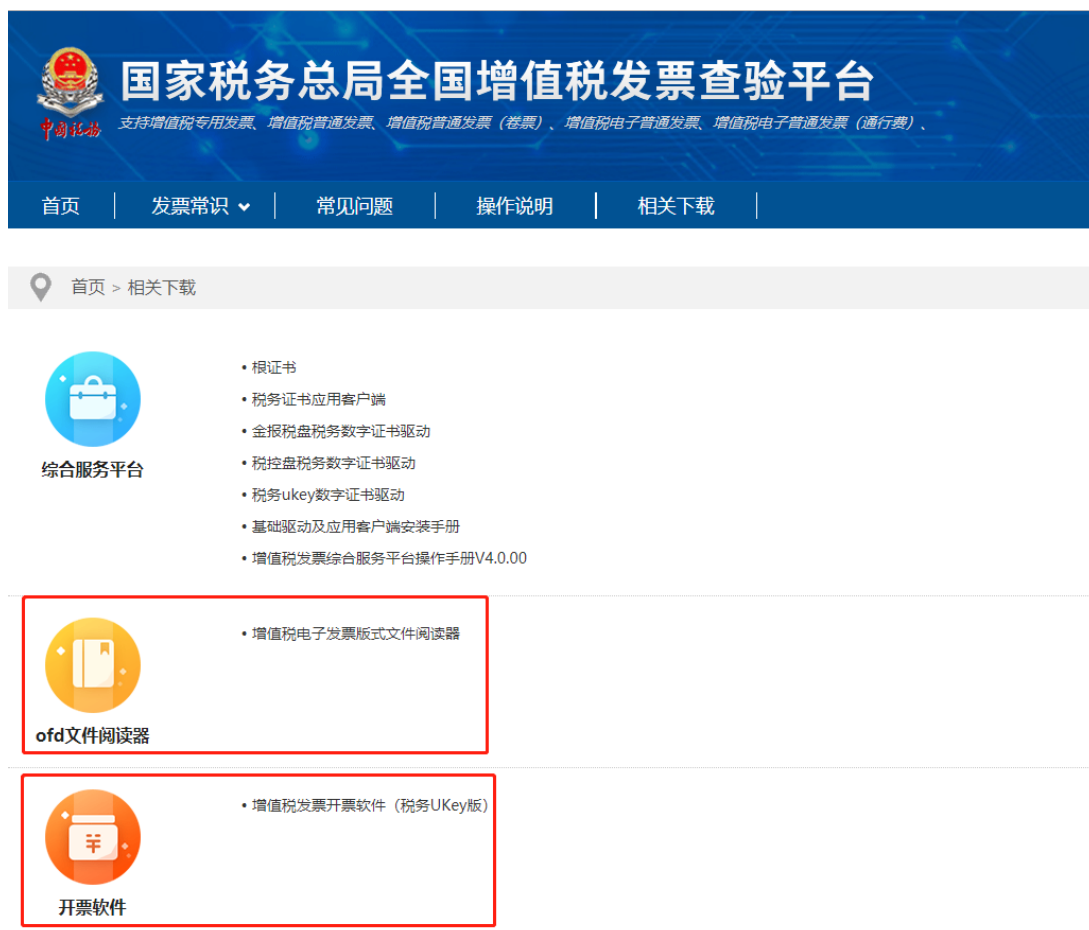 国家税务总局全国增值税发票查验平台
中国税务
支持增值税专用发票、增值税普通发票、增值税普通发票（卷票）、增值税电子普通发票、增值税电子普通发票（通行费）、
首页 发票常识 常见问题 操作说明 相关下载
首页 > 相关下载
综合服务平台
• 根证书
• 税务证书应用客户端
• 金报税盘税务数字证书驱动
• 税控盘税务数字证书驱动
• 税务ukey数字证书驱动
• 基础驱动及应用客户端安装手册
• 增值税发票综合服务平台操作手册V4.0.00
ofd文件阅读器
• 增值税电子发票版式文件阅读器
开票软件
• 增值税发票开票软件（税务UKey版）